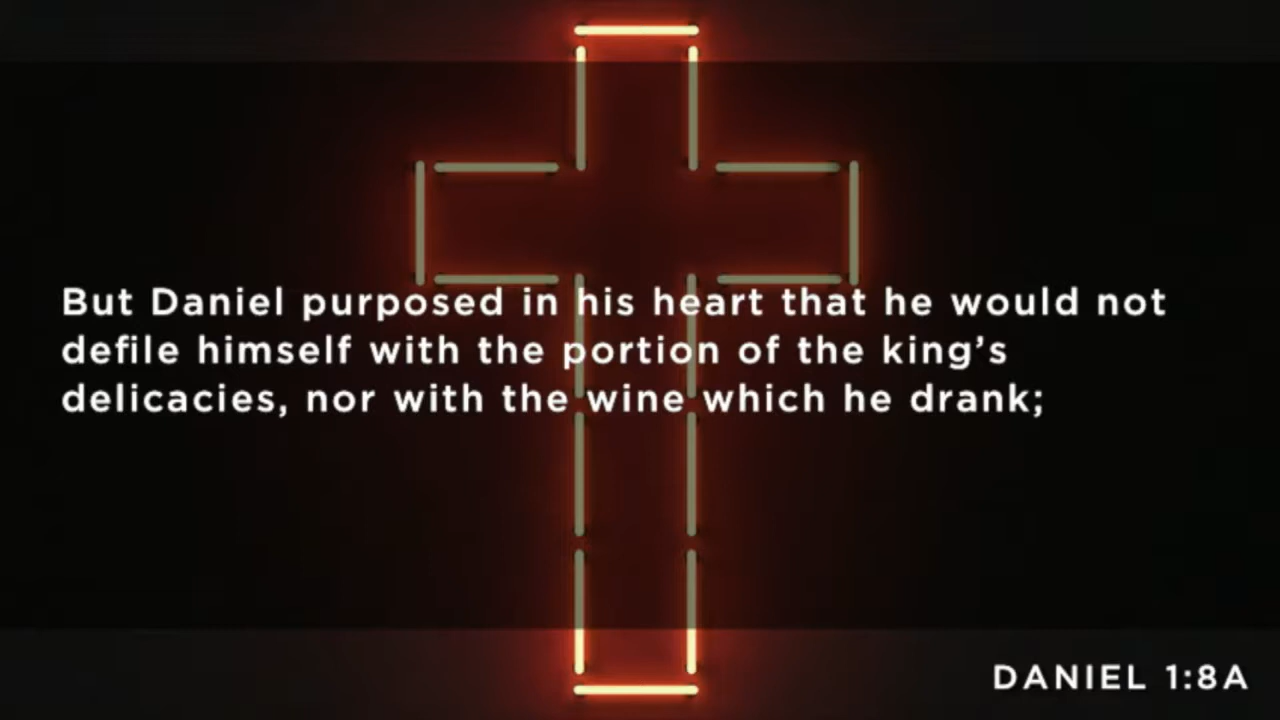 But Daniel purposed in his heart that he would not
defile himself with the portion of the king’s
delicacies, nor with the wine which he drank;
DANIEL 1:8A